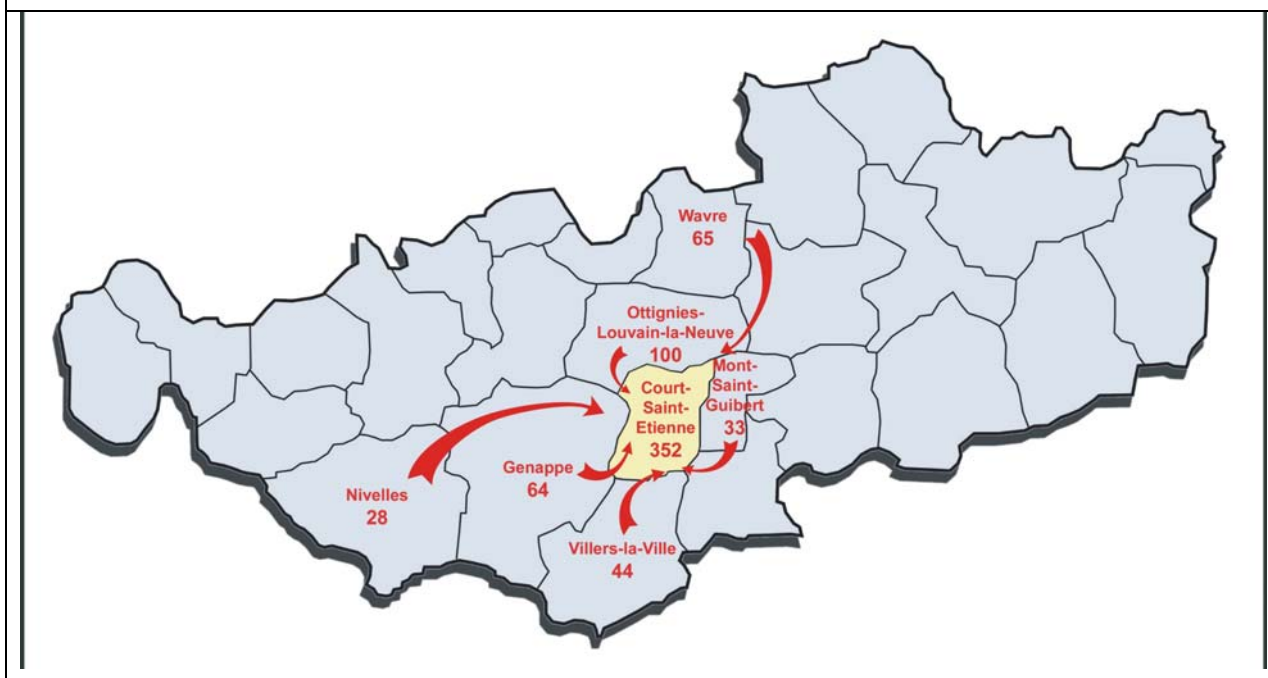 Wavre
65
Ottignies-
Louvain-la-Neuve
100
Mont-
Saint-
Guibert
33
Court-
Saint-
Etienne
352
Genappe
64
Nivelles
28
Villers-la-Ville
44